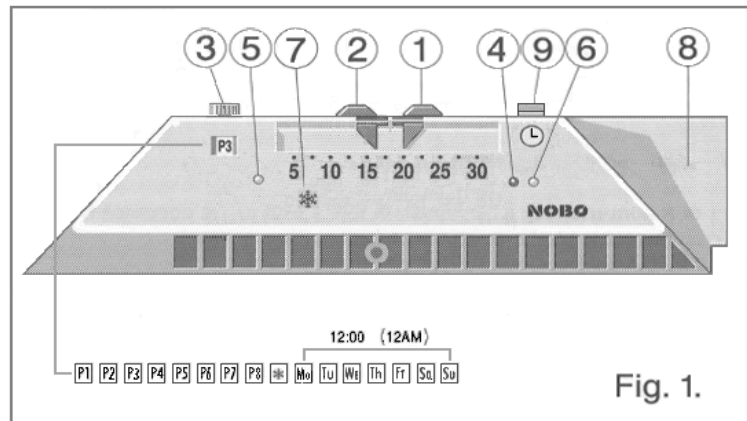 3 5 7 2 1 4 9 6 8
P3
5 10 15 20 25 30
NOBO
12:00 (12AM)
P1 P2 P3 P4 P5 P6 P7 P8 Mo Tu We Th Fr Sa Su
Fig. 1.